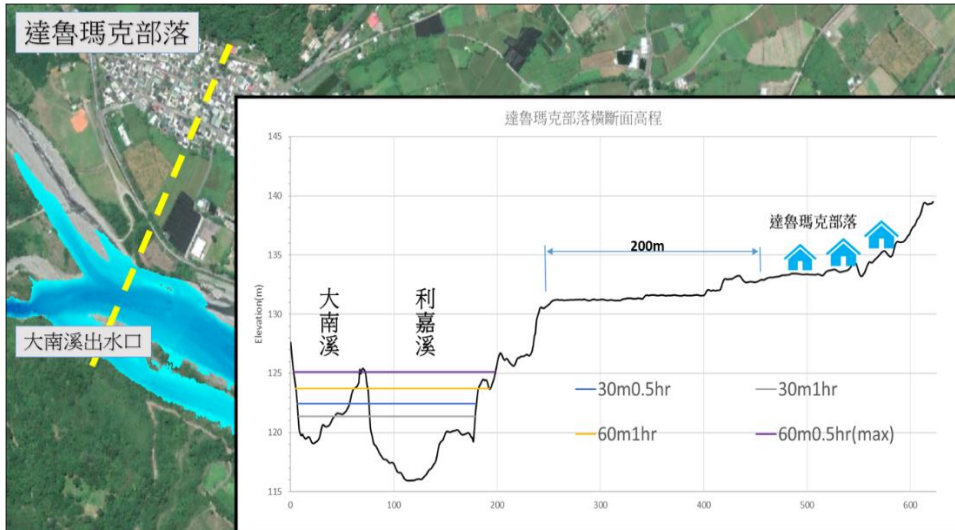 達魯瑪克部落
大南溪出水口
達魯瑪克部落橫斷面高程
145
140
135
130
125
120
115
Elevation(m)
0
100
200
300
400
500
600
大南溪
利嘉溪
200m
達魯瑪克部落
30m0.5hr
30m1hr
60m1hr
60m0.5hr(max)